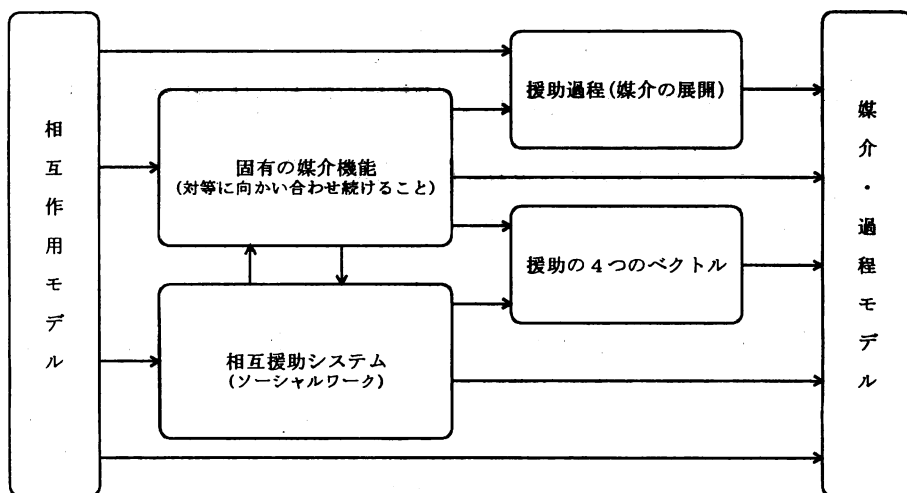 相互作用モデル
援助過程(媒介の展開)
固有の媒介機能
(対等に向かい合わせ続けること)
援助の4つのベクトル
相互援助システム
(ソーシャルワーク)
媒介・過程モデル